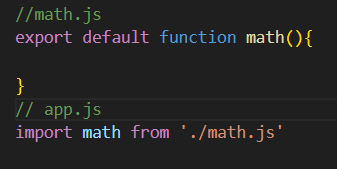 //math.js
export default function math(){
}
// app.js
import math from './math.js'